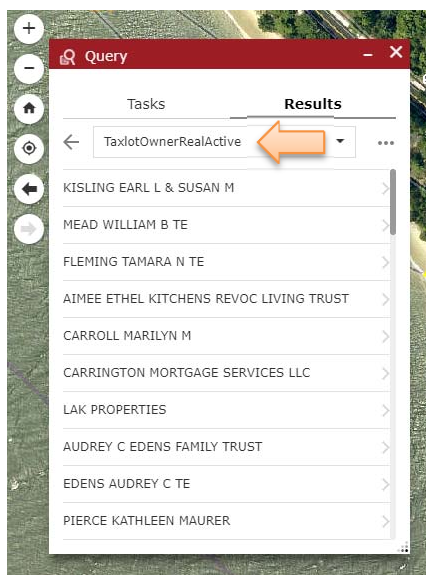 Query
Tasks Results
TaxlotOwnerRealActive
KISLING EARL L & SUSAN M
MEAD WILLIAM B TE
FLEMING TAMARA N TE
AIMEE ETHEL KITCHENS REVOC LIVING TRUST
CARROLL MARILYN M
CARRINGTON MORTGAGE SERVICES LLC
LAK PROPERTIES
AUDREY C EDENS FAMILY TRUST
EDENS AUDREY C TE
PIERCE KATHLEEN MAURER